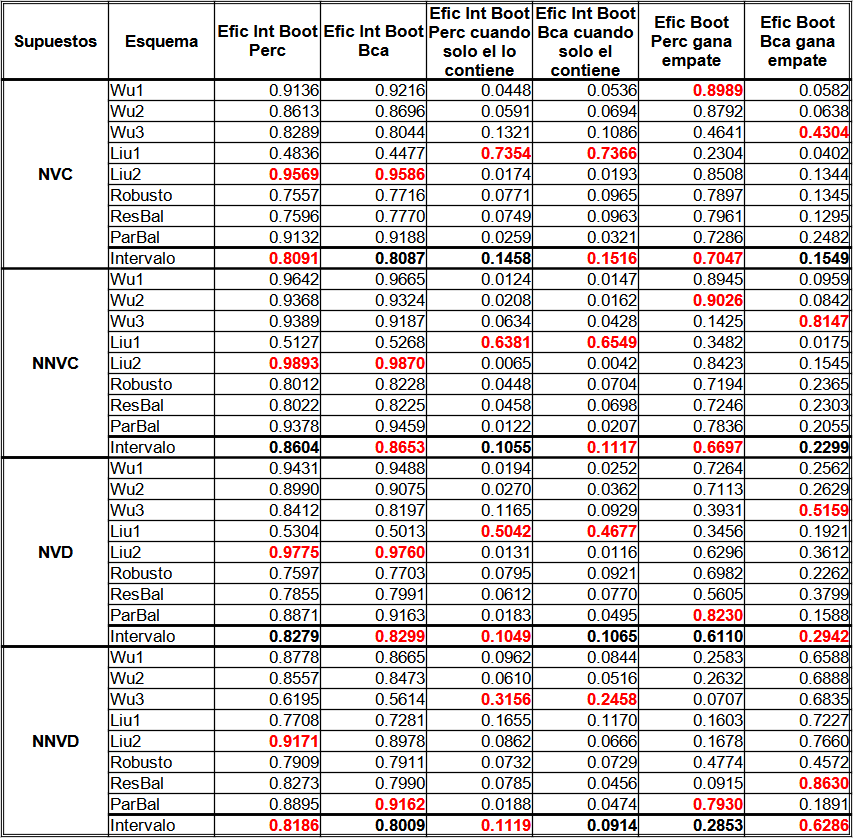 Supuestos Esquema Efic Int Boot Perc Efic Int Boot Bca Efic Int Boot Perc cuando solo el lo contiene Efic Int Boot Bca cuando solo el contiene Efic Boot Perc gana empate Efic Boot Bca gana empate
NVC
Wu1 0.9136 0.9216 0.0448 0.0536 0.8989 0.0582
Wu2 0.8613 0.8696 0.0591 0.0694 0.8792 0.0638
Wu3 0.8289 0.8044 0.1321 0.1086 0.4641 0.4304
Liu1 0.4836 0.4477 0.7354 0.7366 0.2304 0.0402
Liu2 0.9569 0.9586 0.0174 0.0193 0.8508 0.1344
Robusto 0.7557 0.7716 0.0771 0.0965 0.7897 0.1345
ResBal 0.7596 0.7770 0.0749 0.0963 0.7961 0.1295
ParBal 0.9132 0.9188 0.0259 0.0321 0.7286 0.2482
Intervalo 0.8091 0.8087 0.1458 0.1516 0.7047 0.1549
NNVC
Wu1 0.9642 0.9665 0.0124 0.0147 0.8945 0.0959
Wu2 0.9368 0.9324 0.0208 0.0162 0.9026 0.0842
Wu3 0.9389 0.9187 0.0634 0.0428 0.1425 0.8147
Liu1 0.5127 0.5268 0.6381 0.6549 0.3482 0.0175
Liu2 0.9893 0.9870 0.0065 0.0042 0.8423 0.1545
Robusto 0.8012 0.8228 0.0448 0.0704 0.7194 0.2365
ResBal 0.8022 0.8225 0.0458 0.0698 0.7246 0.2303
ParBal 0.9378 0.9459 0.0122 0.0207 0.7836 0.2055
Intervalo 0.8604 0.8653 0.1055 0.1117 0.6697 0.2299
NVD
Wu1 0.9431 0.9488 0.0194 0.0252 0.7264 0.2562
Wu2 0.8990 0.9075 0.0270 0.0362 0.7113 0.2629
Wu3 0.8412 0.8197 0.1165 0.0929 0.3931 0.5159
Liu1 0.5304 0.5013 0.5042 0.4677 0.3456 0.1921
Liu2 0.9775 0.9760 0.0131 0.0116 0.6296 0.3612
Robusto 0.7597 0.7703 0.0795 0.0921 0.6982 0.2262
ResBal 0.7855 0.7991 0.0612 0.0770 0.5605 0.3799
ParBal 0.8871 0.9163 0.0183 0.0495 0.8230 0.1588
Intervalo 0.8279 0.8299 0.1049 0.1065 0.6110 0.2942
NNVD
Wu1 0.8778 0.8665 0.0962 0.0844 0.2583 0.6588
Wu2 0.8557 0.8473 0.0610 0.0516 0.2632 0.6888
Wu3 0.6195 0.5614 0.3156 0.2458 0.0707 0.6835
Liu1 0.7708 0.7281 0.1655 0.1170 0.1603 0.7227
Liu2 0.9171 0.8978 0.0862 0.0666 0.1678 0.7660
Robusto 0.7909 0.7911 0.0732 0.0729 0.4774 0.4572
ResBal 0.8273 0.7990 0.0785 0.0456 0.0915 0.8630
ParBal 0.8895 0.9162 0.0188 0.0474 0.7930 0.1891
Intervalo 0.8186 0.8009 0.1119 0.0914 0.2853 0.6286